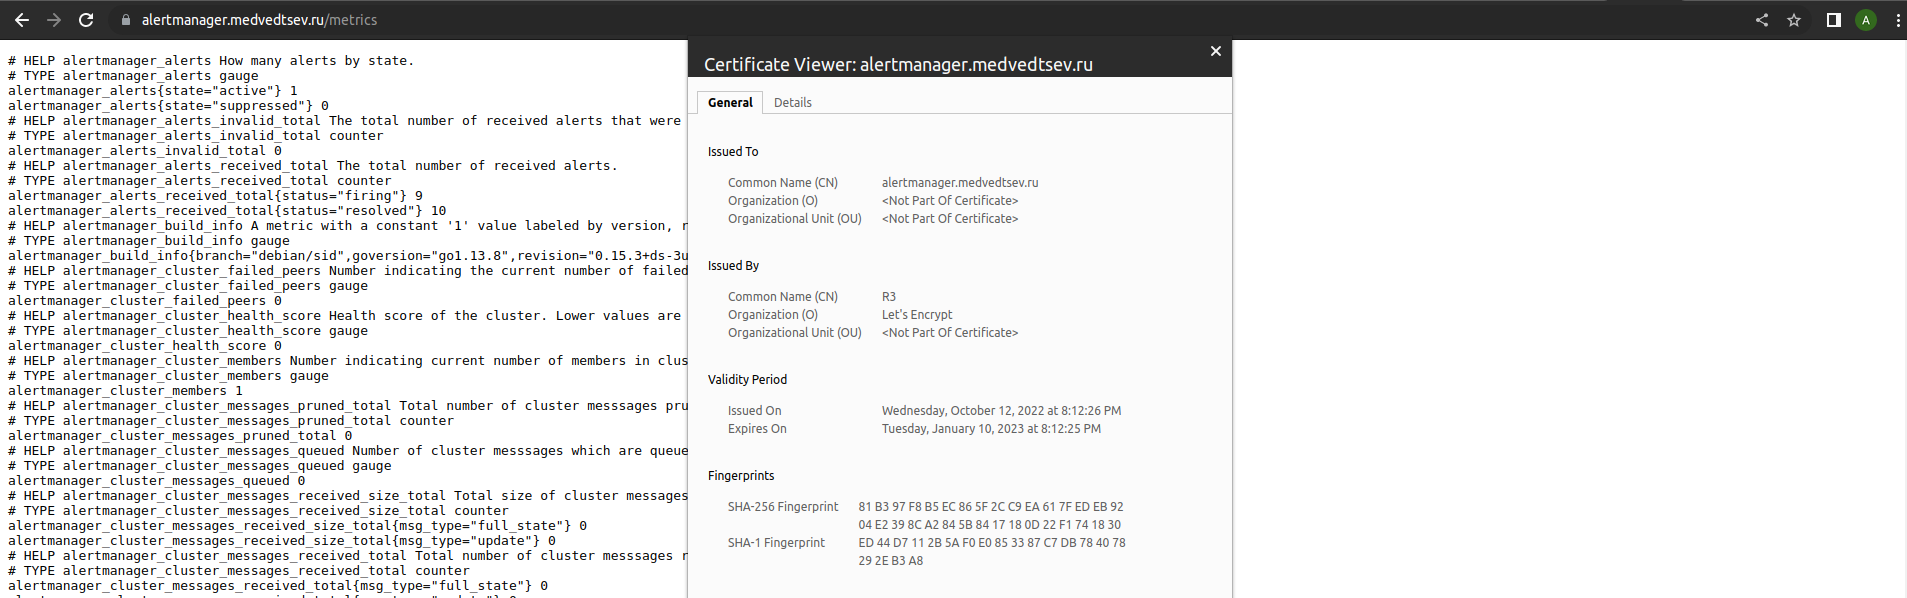 alertmanager.medvedtsev.ru/metrics
A
# HELP alertmanager_alerts How many alerts by state.
# TYPE alertmanager_alerts gauge
alertmanager_alerts{state="active"} 1
alertmanager_alerts{state="suppressed"} 0
# HELP alertmanager_alerts_invalid_total The total number of received alerts that were
# TYPE alertmanager_alerts_invalid_total counter
alertmanager_alerts_invalid_total 0
# HELP alertmanager_alerts_received_total The total number of received alerts.
# TYPE alertmanager_alerts_received_total counter
alertmanager_alerts_received_total{status="firing"} 9
alertmanager_alerts_received_total{status="resolved"} 10
# HELP alertmanager_build_info A metric with a constant '1' value labeled by version, r
# TYPE alertmanager_build_info gauge
alertmanager_build_info{branch="debian/sid",goversion="go1.13.8",revision="0.15.3+ds-3u
# HELP alertmanager_cluster_failed_peers Number indicating the current number of failed
# TYPE alertmanager_cluster_failed_peers gauge
alertmanager_cluster_failed_peers 0
# HELP alertmanager_cluster_health_score Health score of the cluster. Lower values are
# TYPE alertmanager_cluster_health_score gauge
alertmanager_cluster_health_score 0
# HELP alertmanager_cluster_members Number indicating current number of members in clus
# TYPE alertmanager_cluster_members gauge
alertmanager_cluster_members 1
# HELP alertmanager_cluster_messages_pruned_total Total number of cluster messsages pru
# TYPE alertmanager_cluster_messages_pruned_total counter
alertmanager_cluster_messages_pruned_total 0
# HELP alertmanager_cluster_messages_queued Number of cluster messsages which are queue
# TYPE alertmanager_cluster_messages_queued gauge
alertmanager_cluster_messages_queued 0
# HELP alertmanager_cluster_messages_received_size_total Total size of cluster messages
# TYPE alertmanager_cluster_messages_received_size_total counter
alertmanager_cluster_messages_received_size_total{msg_type="full_state"} 0
alertmanager_cluster_messages_received_size_total{msg_type="update"} 0
# HELP alertmanager_cluster_messages_received_total Total number of cluster messsages r
# TYPE alertmanager_cluster_messages_received_total counter
alertmanager_cluster_messages_received_total{msg_type="full_state"} 0
Certificate Viewer: alertmanager.medvedtsev.ru
General Details
Issued To
Common Name (CN) alertmanager.medvedtsev.ru
Organization (O) <Not Part Of Certificate>
Organizational Unit (OU) <Not Part Of Certificate>
Issued By
Common Name (CN) R3
Organization (O) Let's Encrypt
Organizational Unit (OU) <Not Part Of Certificate>
Validity Period
Issued On Wednesday, October 12, 2022 at 8:12:26 PM
Expires On Tuesday, January 10, 2023 at 8:12:25 PM
Fingerprints
SHA-256 Fingerprint 81 B3 97 F8 B5 EC 86 5F 2C C9 EA 61 7F ED EB 92
04 E2 39 8C A2 84 5B 84 17 18 0D 22 F1 74 18 30
SHA-1 Fingerprint ED 44 D7 11 2B 5A F0 E0 85 33 87 C7 DB 78 40 78
29 2E B3 A8